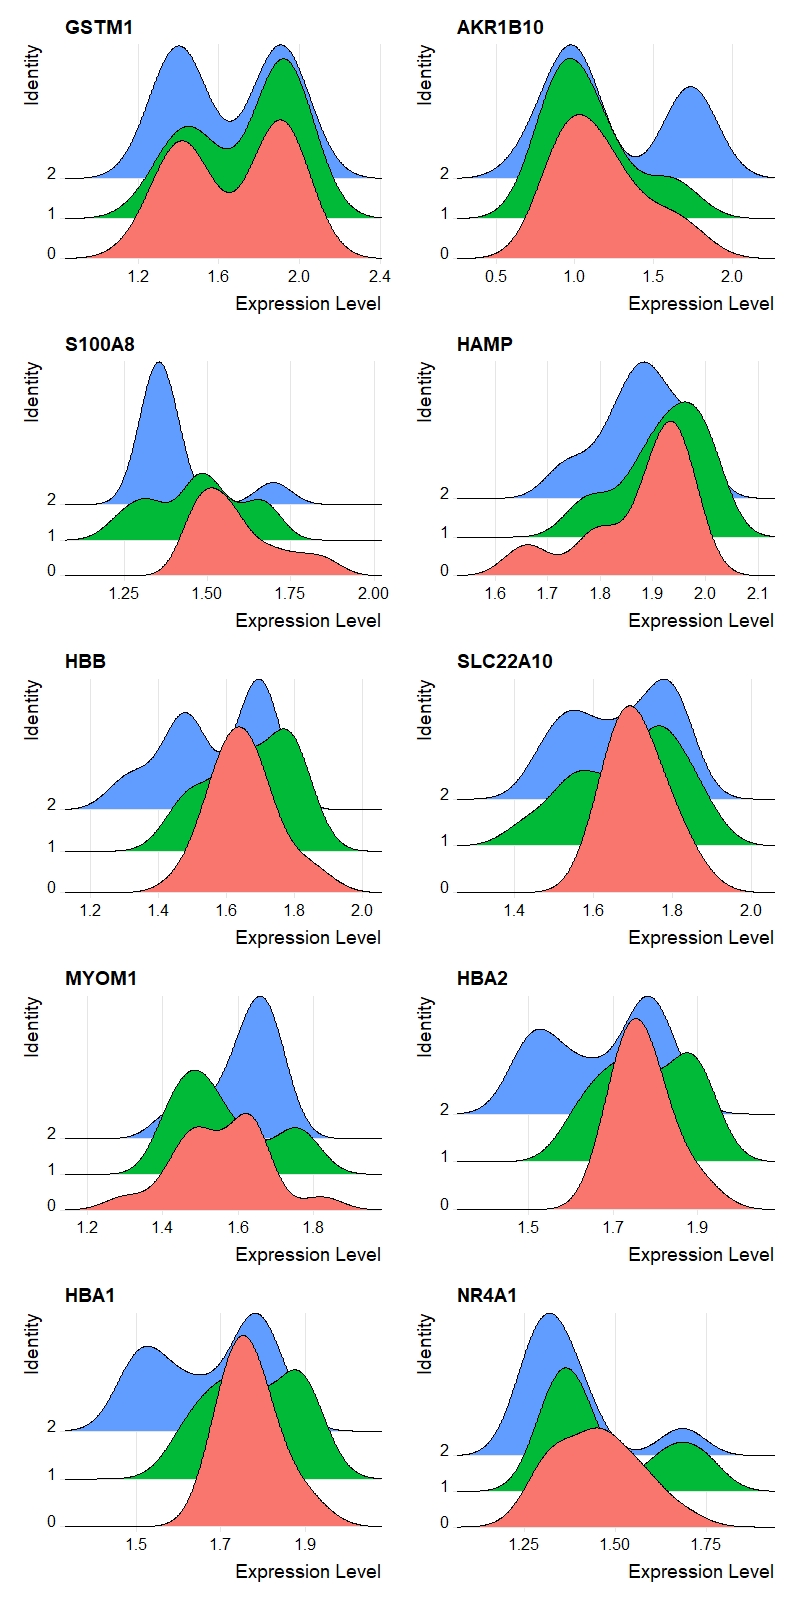 GSTM1
Identity
2
1
0
1.2 1.6 2.0 2.4
Expression Level
AKR1B10
Identity
2
1
0
0.5 1.0 1.5 2.0
Expression Level
S100A8
Identity
2
1
0
1.25 1.50 1.75 2.00
Expression Level
HAMP
Identity
2
1
0
1.6 1.7 1.8 1.9 2.0 2.1
Expression Level
HBB
Identity
2
1
0
1.2 1.4 1.6 1.8 2.0
Expression Level
SLC22A10
Identity
2
1
0
1.4 1.6 1.8 2.0
Expression Level
MYOM1
Identity
2
1
0
1.2 1.4 1.6 1.8
Expression Level
HBA2
Identity
2
1
0
1.5 1.7 1.9
Expression Level
HBA1
Identity
2
1
0
1.5 1.7 1.9
Expression Level
NR4A1
Identity
2
1
0
1.25 1.50 1.75
Expression Level